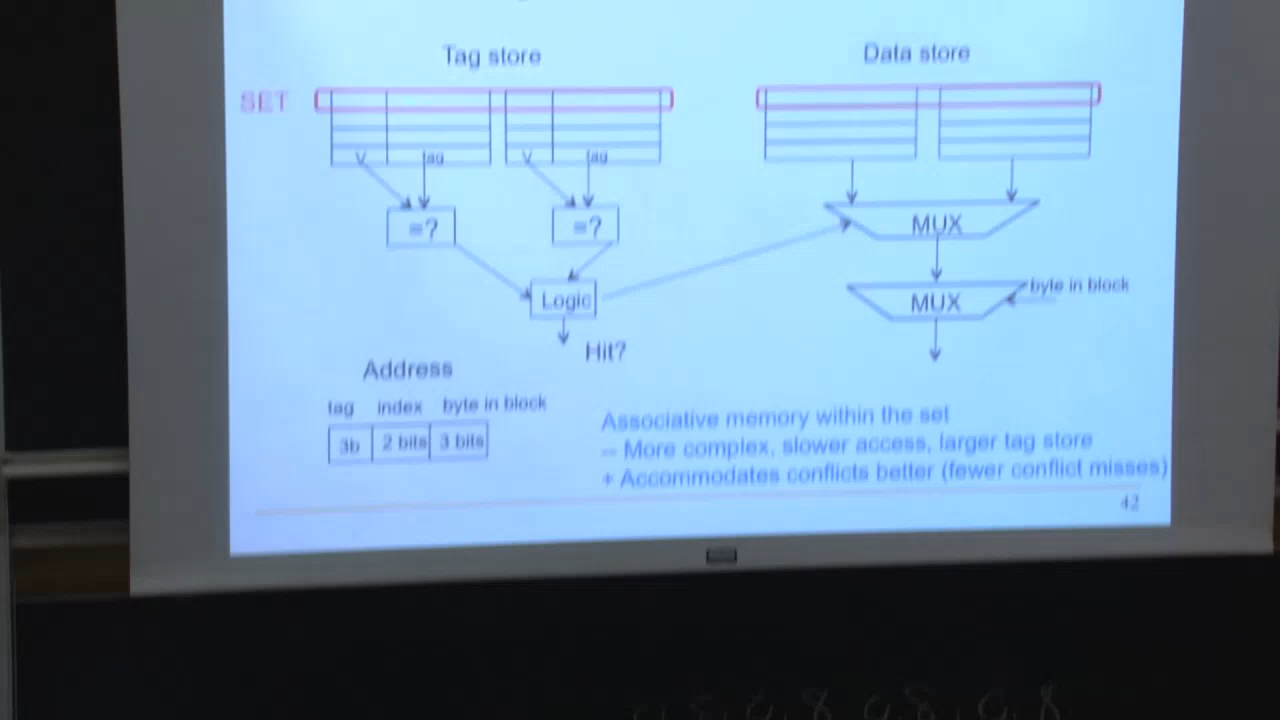 Tag store
Data store
SET
V
tag
V
tag
=?
=?
MUX
Logic
MUX
byte in block
Hit?
Address
tag index byte in block
3b 2 bits 3 bits
Associative memory within the set
-- More complex, slower access, larger tag store
+ Accommodates conflicts better (fewer conflict misses)
42